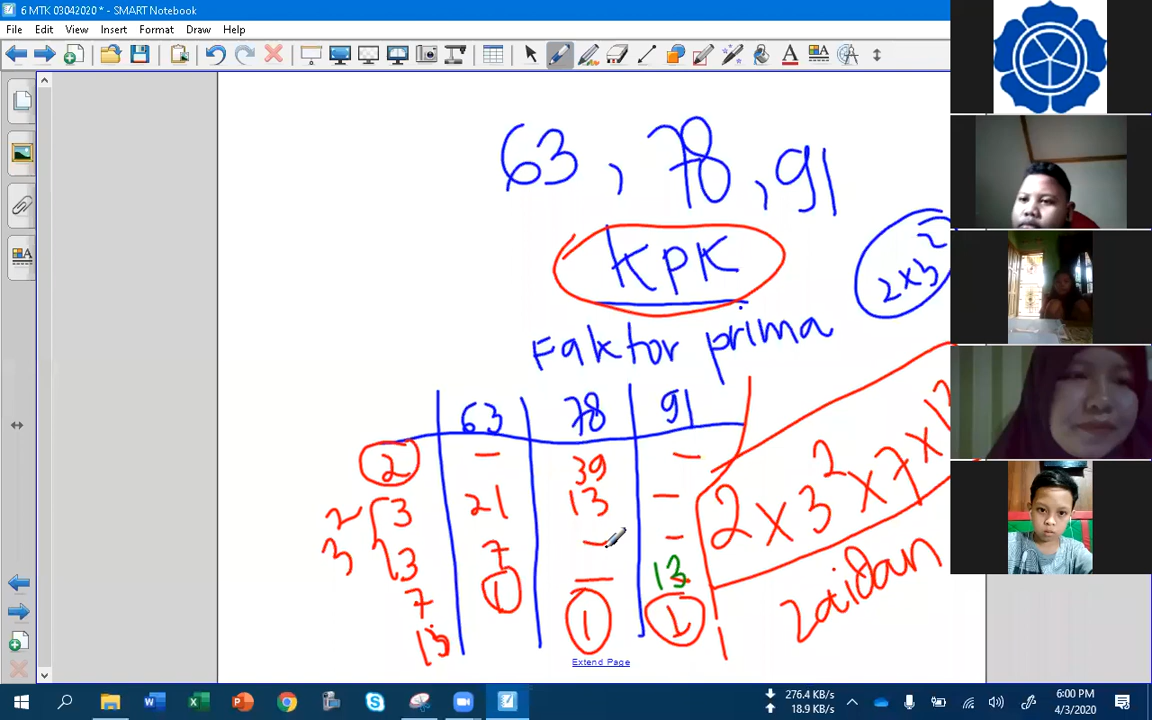 6 MTK 03042020 * - SMART Notebook
File Edit View Insert Format Draw Help
63, 78, 91
KPK
2x3²
Faktor prima
63 78 91
2 - 39 -
3 21 13 -
3 7 - -
7 1 - 13
13 1 1
2 x 3² x 7 x 13
zaidan
Extend Page
276.4 KB/s
18.9 KB/s
6:00 PM
4/3/2020